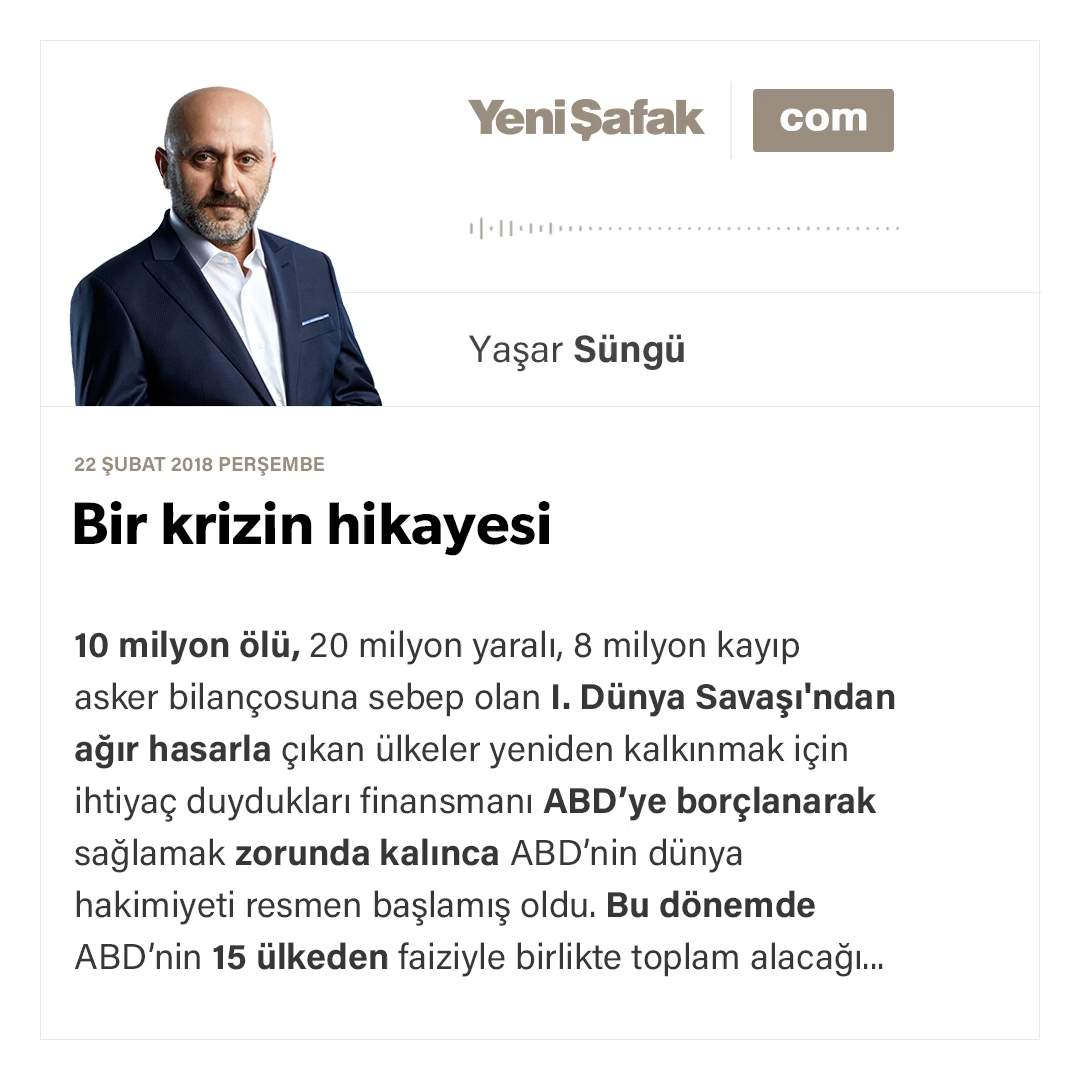 YeniŞafak com
Yaşar Süngü
22 ŞUBAT 2018 PERŞEMBE
Bir krizin hikayesi
10 milyon ölü, 20 milyon yaralı, 8 milyon kayıp
asker bilançosuna sebep olan I. Dünya Savaşı'ndan
ağır hasarla çıkan ülkeler yeniden kalkınmak için
ihtiyaç duydukları finansmanı ABD’ye borçlanarak
sağlamak zorunda kalınca ABD’nin dünya
hakimiyeti resmen başlamış oldu. Bu dönemde
ABD’nin 15 ülkeden faiziyle birlikte toplam alacağı...